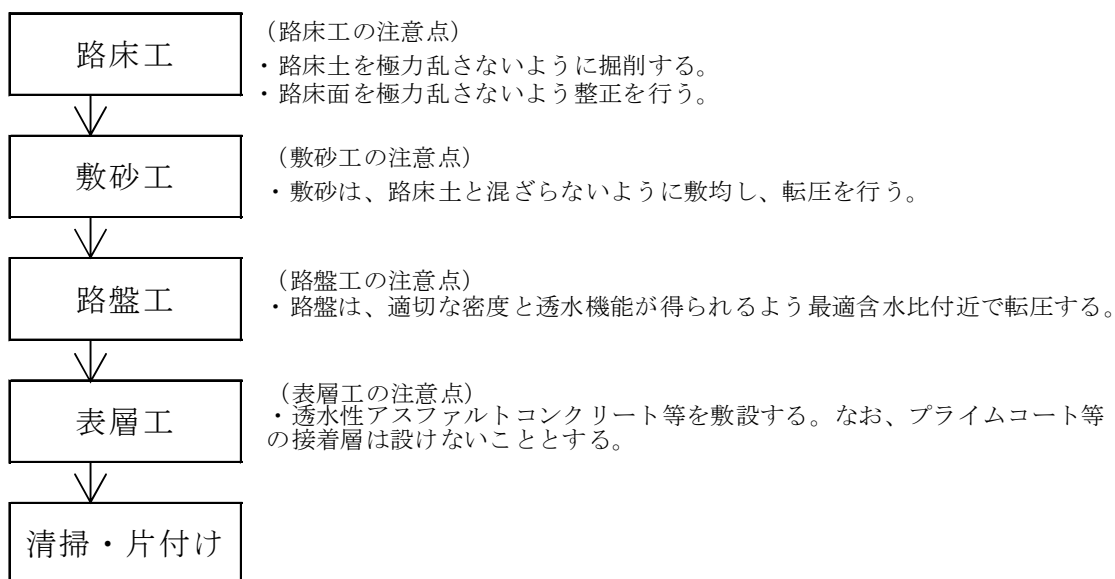 路床工
（路床工の注意点）
・路床土を極力乱さないように掘削する。
・路床面を極力乱さないよう整正を行う。
敷砂工
（敷砂工の注意点）
・敷砂は、路床土と混ざらないように敷均し、転圧を行う。
路盤工
（路盤工の注意点）
・路盤は、適切な密度と透水機能が得られるよう最適含水比付近で転圧する。
表層工
（表層工の注意点）
・透水性アスファルトコンクリート等を敷設する。なお、プライムコート等
の接着層は設けないこととする。
清掃・片付け